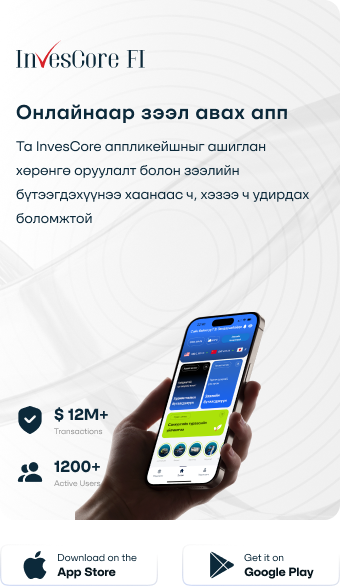 InvesCore FI
Онлайнаар зээл авах апп
Та InvesCore аппликейшныг ашиглан
хөрөнгө оруулалт болон зээлийн
бүтээгдэхүүнээ хаанаас ч, хэзээ ч удирдах
боломжтой
$ 12M+
Transactions
1200+
Active Users
Download on the
App Store
Get it on
Google Play